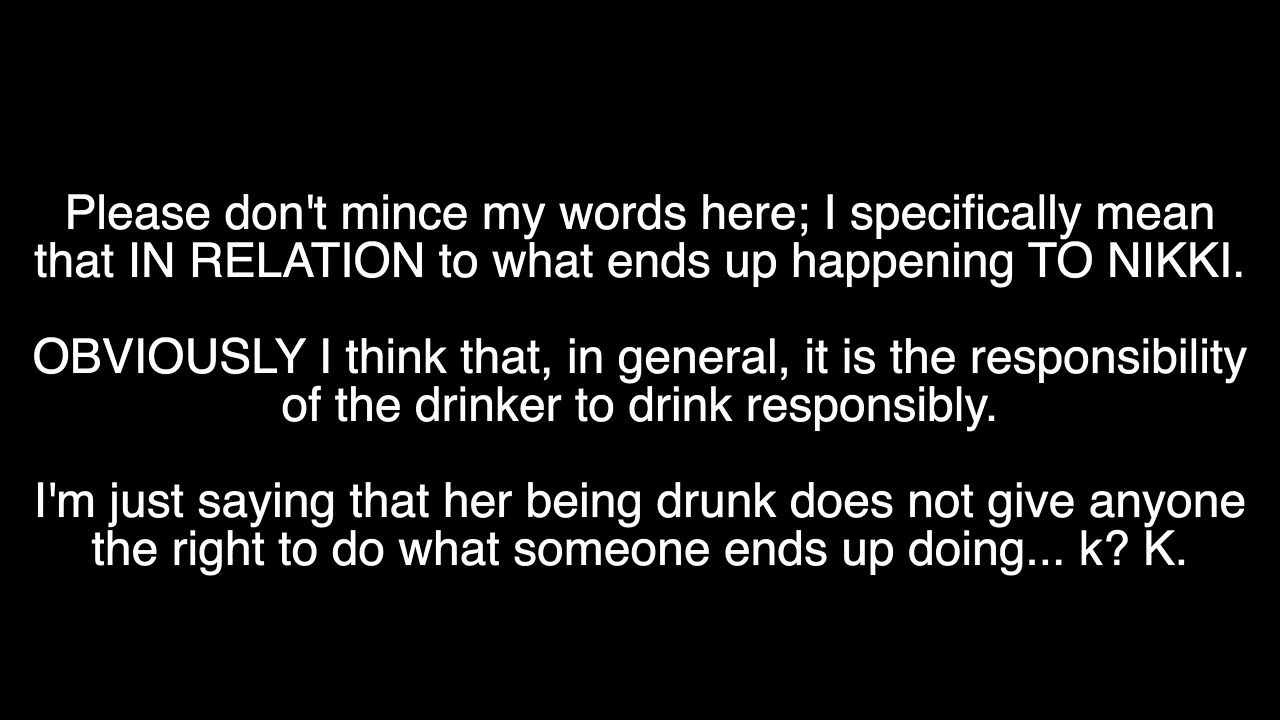 Please don't mince my words here; I specifically mean
that IN RELATION to what ends up happening TO NIKKI.
OBVIOUSLY I think that, in general, it is the responsibility
of the drinker to drink responsibly.
I'm just saying that her being drunk does not give anyone
the right to do what someone ends up doing... k? K.